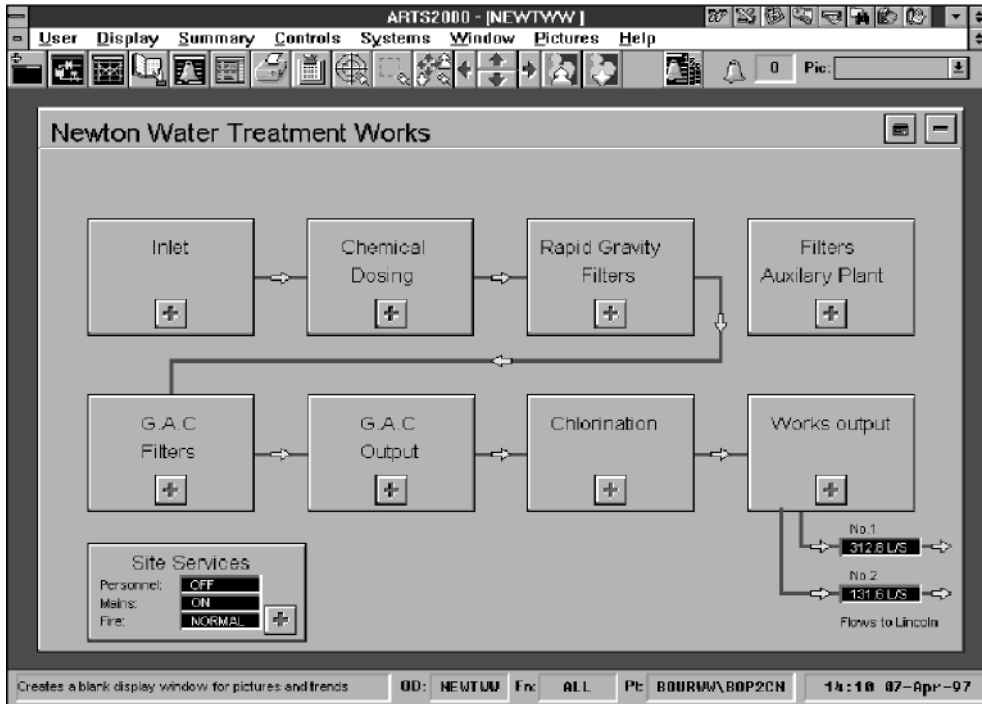 ARTS2000 - [NEWTWW ]
User Display Summary Controls Systems Window Pictures Help
0 Pic:
Newton Water Treatment Works
Inlet
Chemical
Dosing
Rapid Gravity
Filters
Filters
Auxilary Plant
G.A.C
Filters
G.A.C
Output
Chlorination
Works output
No.1
312.8 L/S
No.2
131.6 L/S
Flows to Lincoln
Site Services
Personnel: OFF
Mains: ON
Fire: NORMAL
Creates a blank display window for pictures and trends OD: NEWTWW Fn: ALL Pt: BOURWW\BOP2CN 14:10 07-Apr-97